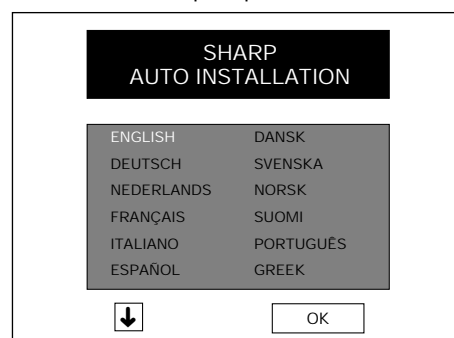 SHARP
AUTO INSTALLATION
ENGLISH DANSK
DEUTSCH SVENSKA
NEDERLANDS NORSK
FRANÇAIS SUOMI
ITALIANO PORTUGUÊS
ESPAÑOL GREEK
OK